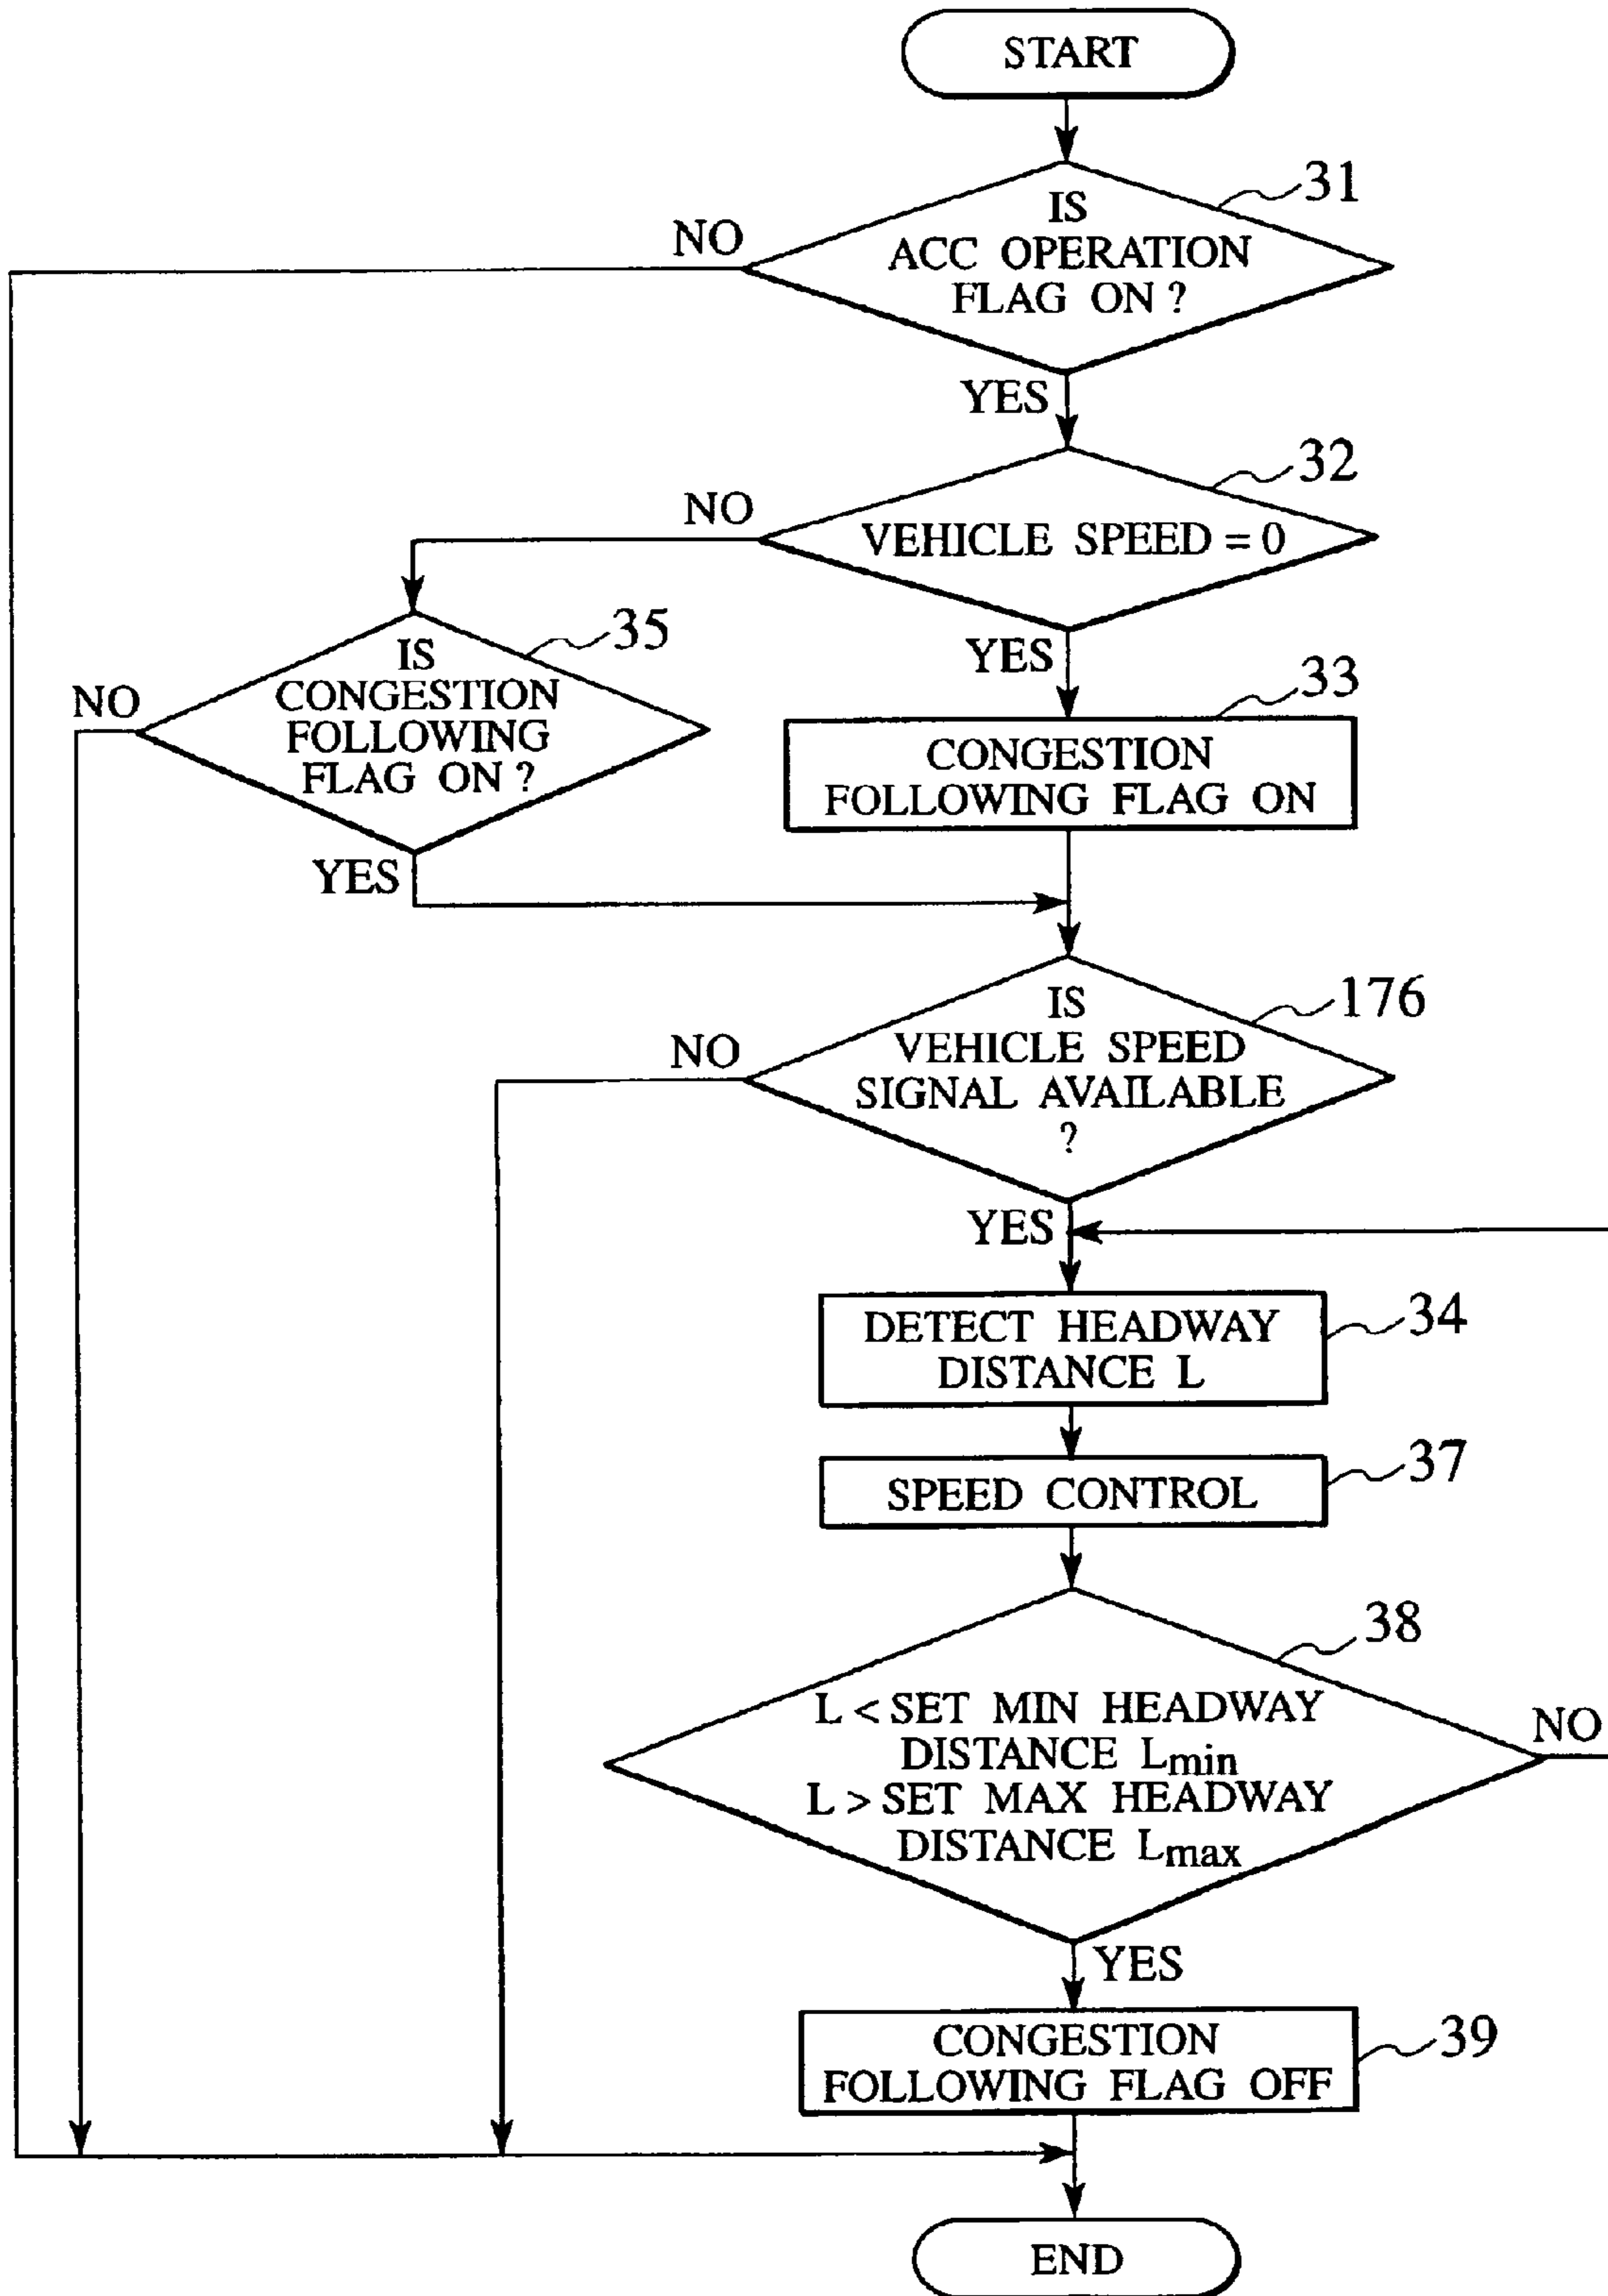 START
31
IS
ACC OPERATION
FLAG ON ?
NO
YES
32
VEHICLE SPEED = 0
NO
YES
35
IS
CONGESTION
FOLLOWING
FLAG ON ?
NO
YES
33
CONGESTION
FOLLOWING FLAG ON
176
IS
VEHICLE SPEED
SIGNAL AVAILABLE
?
NO
YES
DETECT HEADWAY
DISTANCE L
34
SPEED CONTROL
37
38
L < SET MIN HEADWAY
DISTANCE Lmin
L > SET MAX HEADWAY
DISTANCE Lmax
NO
YES
CONGESTION
FOLLOWING FLAG OFF
39
END